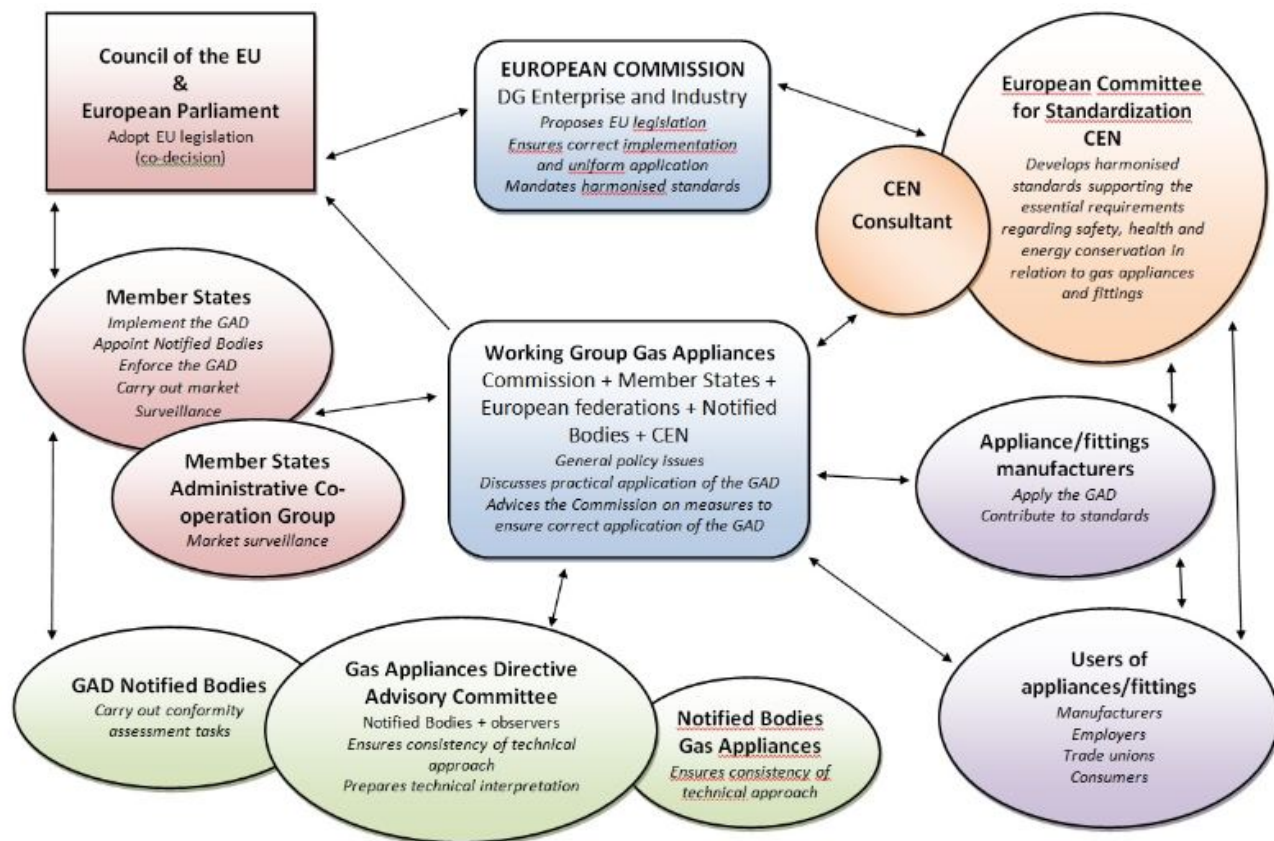 Council of the EU
&
European Parliament
Adopt EU legislation
(co-decision)
EUROPEAN COMMISSION
DG Enterprise and Industry
Proposes EU legislation
Ensures correct implementation
and uniform application
Mandates harmonised standards
European Committee
for Standardization
CEN
Develops harmonised
standards supporting the
essential requirements
regarding safety, health and
energy conservation in
relation to gas appliances
and fittings
CEN
Consultant
Member States
Implement the GAD
Appoint Notified Bodies
Enforce the GAD
Carry out market
Surveillance
Member States
Administrative Co-
operation Group
Market surveillance
Working Group Gas Appliances
Commission + Member States +
European federations + Notified
Bodies + CEN
General policy issues
Discusses practical application of the GAD
Advices the Commission on measures to
ensure correct application of the GAD
Appliance/fittings
manufacturers
Apply the GAD
Contribute to standards
GAD Notified Bodies
Carry out conformity
assessment tasks
Gas Appliances Directive
Advisory Committee
Notified Bodies + observers
Ensures consistency of technical
approach
Prepares technical interpretation
Notified Bodies
Gas Appliances
Ensures consistency of
technical approach
Users of
appliances/fittings
Manufacturers
Employers
Trade unions
Consumers